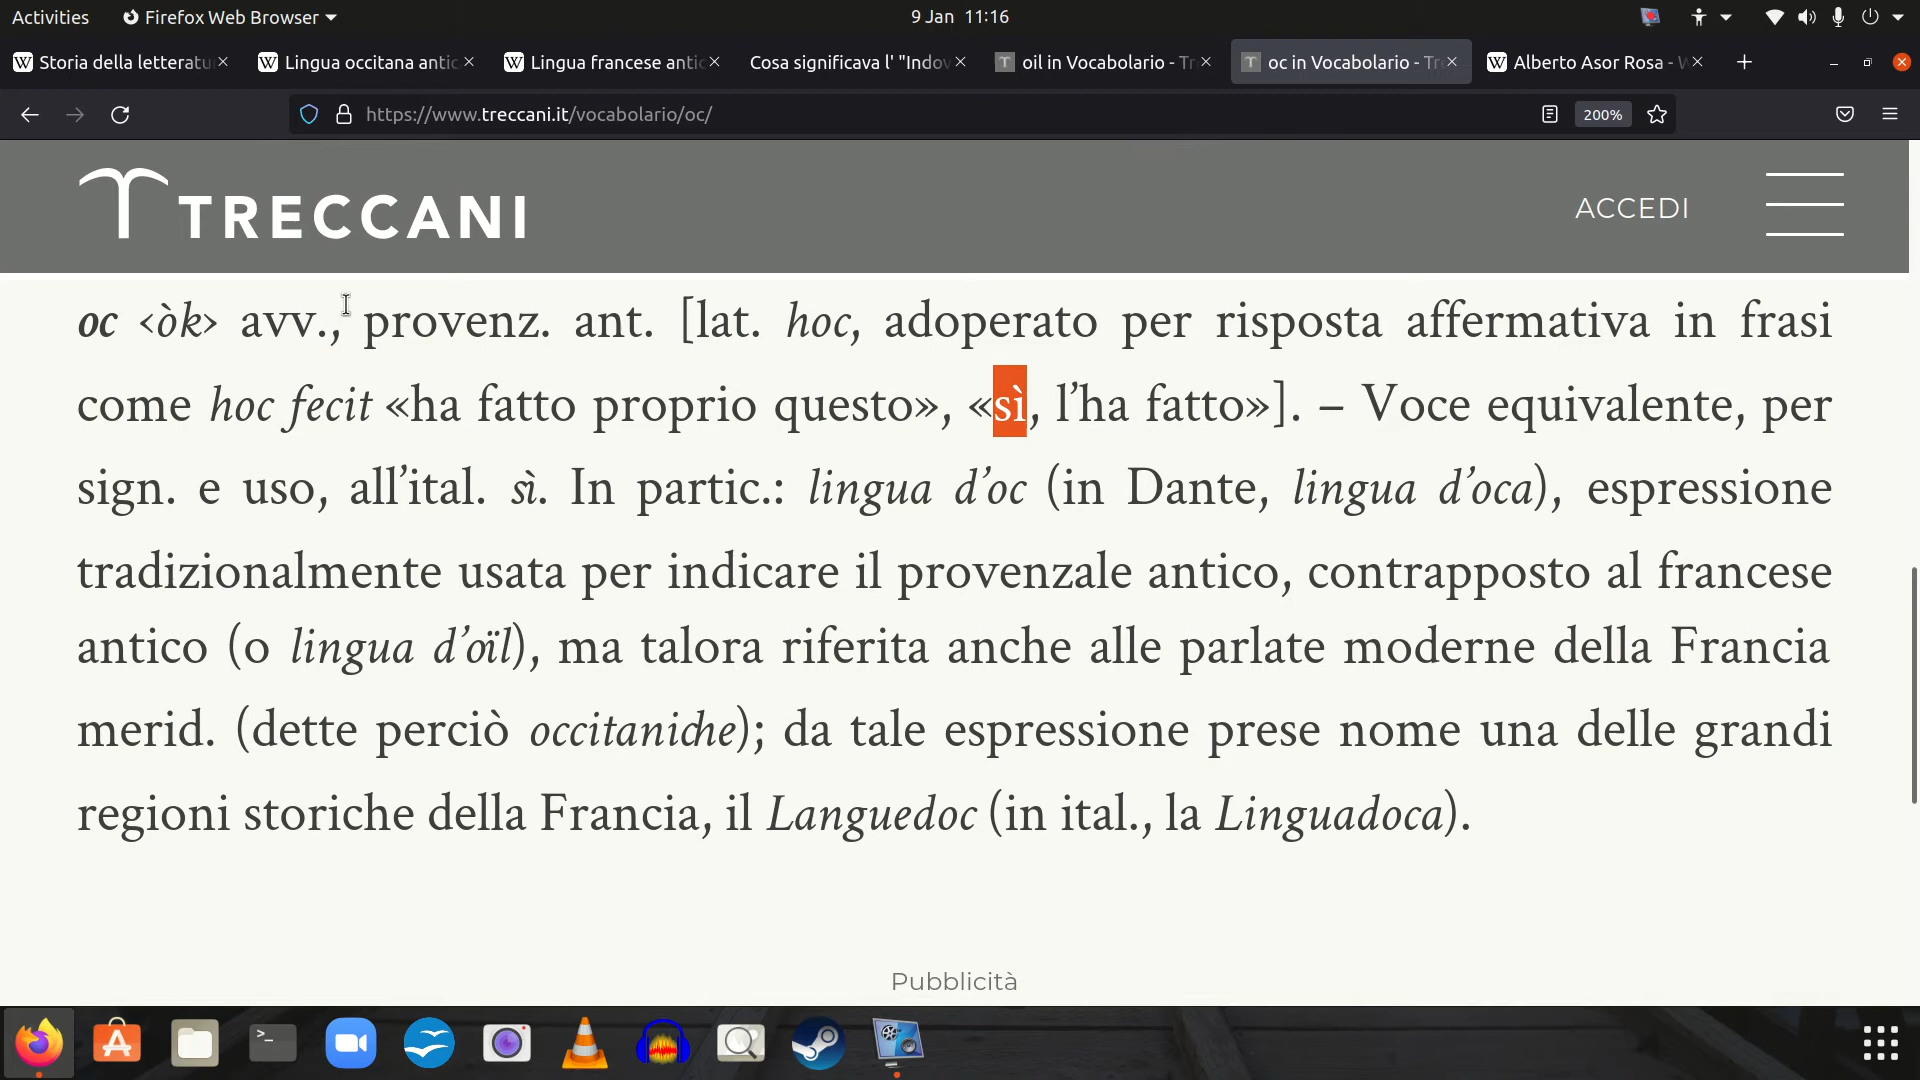 Activities Firefox Web Browser 9 Jan 11:16
Storia della letteratu Lingua occitana antic Lingua francese antic Cosa significava l' "Indov oil in Vocabolario - Tr oc in Vocabolario - Tre Alberto Asor Rosa - W
https://www.treccani.it/vocabolario/oc/ 200%
TRECCANI ACCEDI
oc ‹òk› avv., provenz. ant. [lat. hoc, adoperato per risposta affermativa in frasi
come hoc fecit «ha fatto proprio questo», «sì, l’ha fatto»]. – Voce equivalente, per
sign. e uso, all’ital. sì. In partic.: lingua d’oc (in Dante, lingua d’oca), espressione
tradizionalmente usata per indicare il provenzale antico, contrapposto al francese
antico (o lingua d’oïl), ma talora riferita anche alle parlate moderne della Francia
merid. (dette perciò occitaniche); da tale espressione prese nome una delle grandi
regioni storiche della Francia, il Languedoc (in ital., la Linguadoca).
Pubblicità